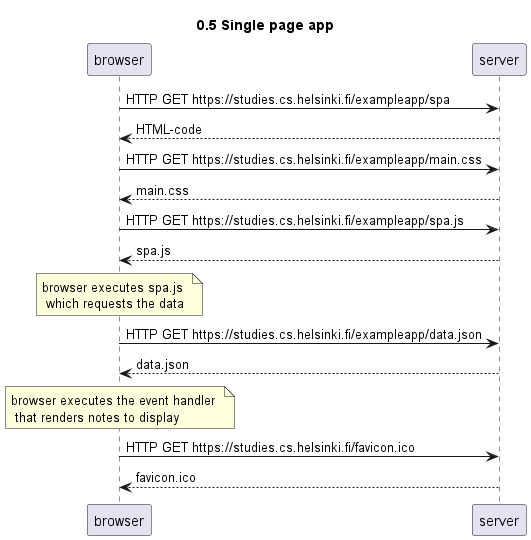 0.5 Single page app
browser
server
HTTP GET https://studies.cs.helsinki.fi/exampleapp/spa
HTML-code
HTTP GET https://studies.cs.helsinki.fi/exampleapp/main.css
main.css
HTTP GET https://studies.cs.helsinki.fi/exampleapp/spa.js
spa.js
browser executes spa.js
which requests the data
HTTP GET https://studies.cs.helsinki.fi/exampleapp/data.json
data.json
browser executes the event handler
that renders notes to display
HTTP GET https://studies.cs.helsinki.fi/favicon.ico
favicon.ico
browser
server